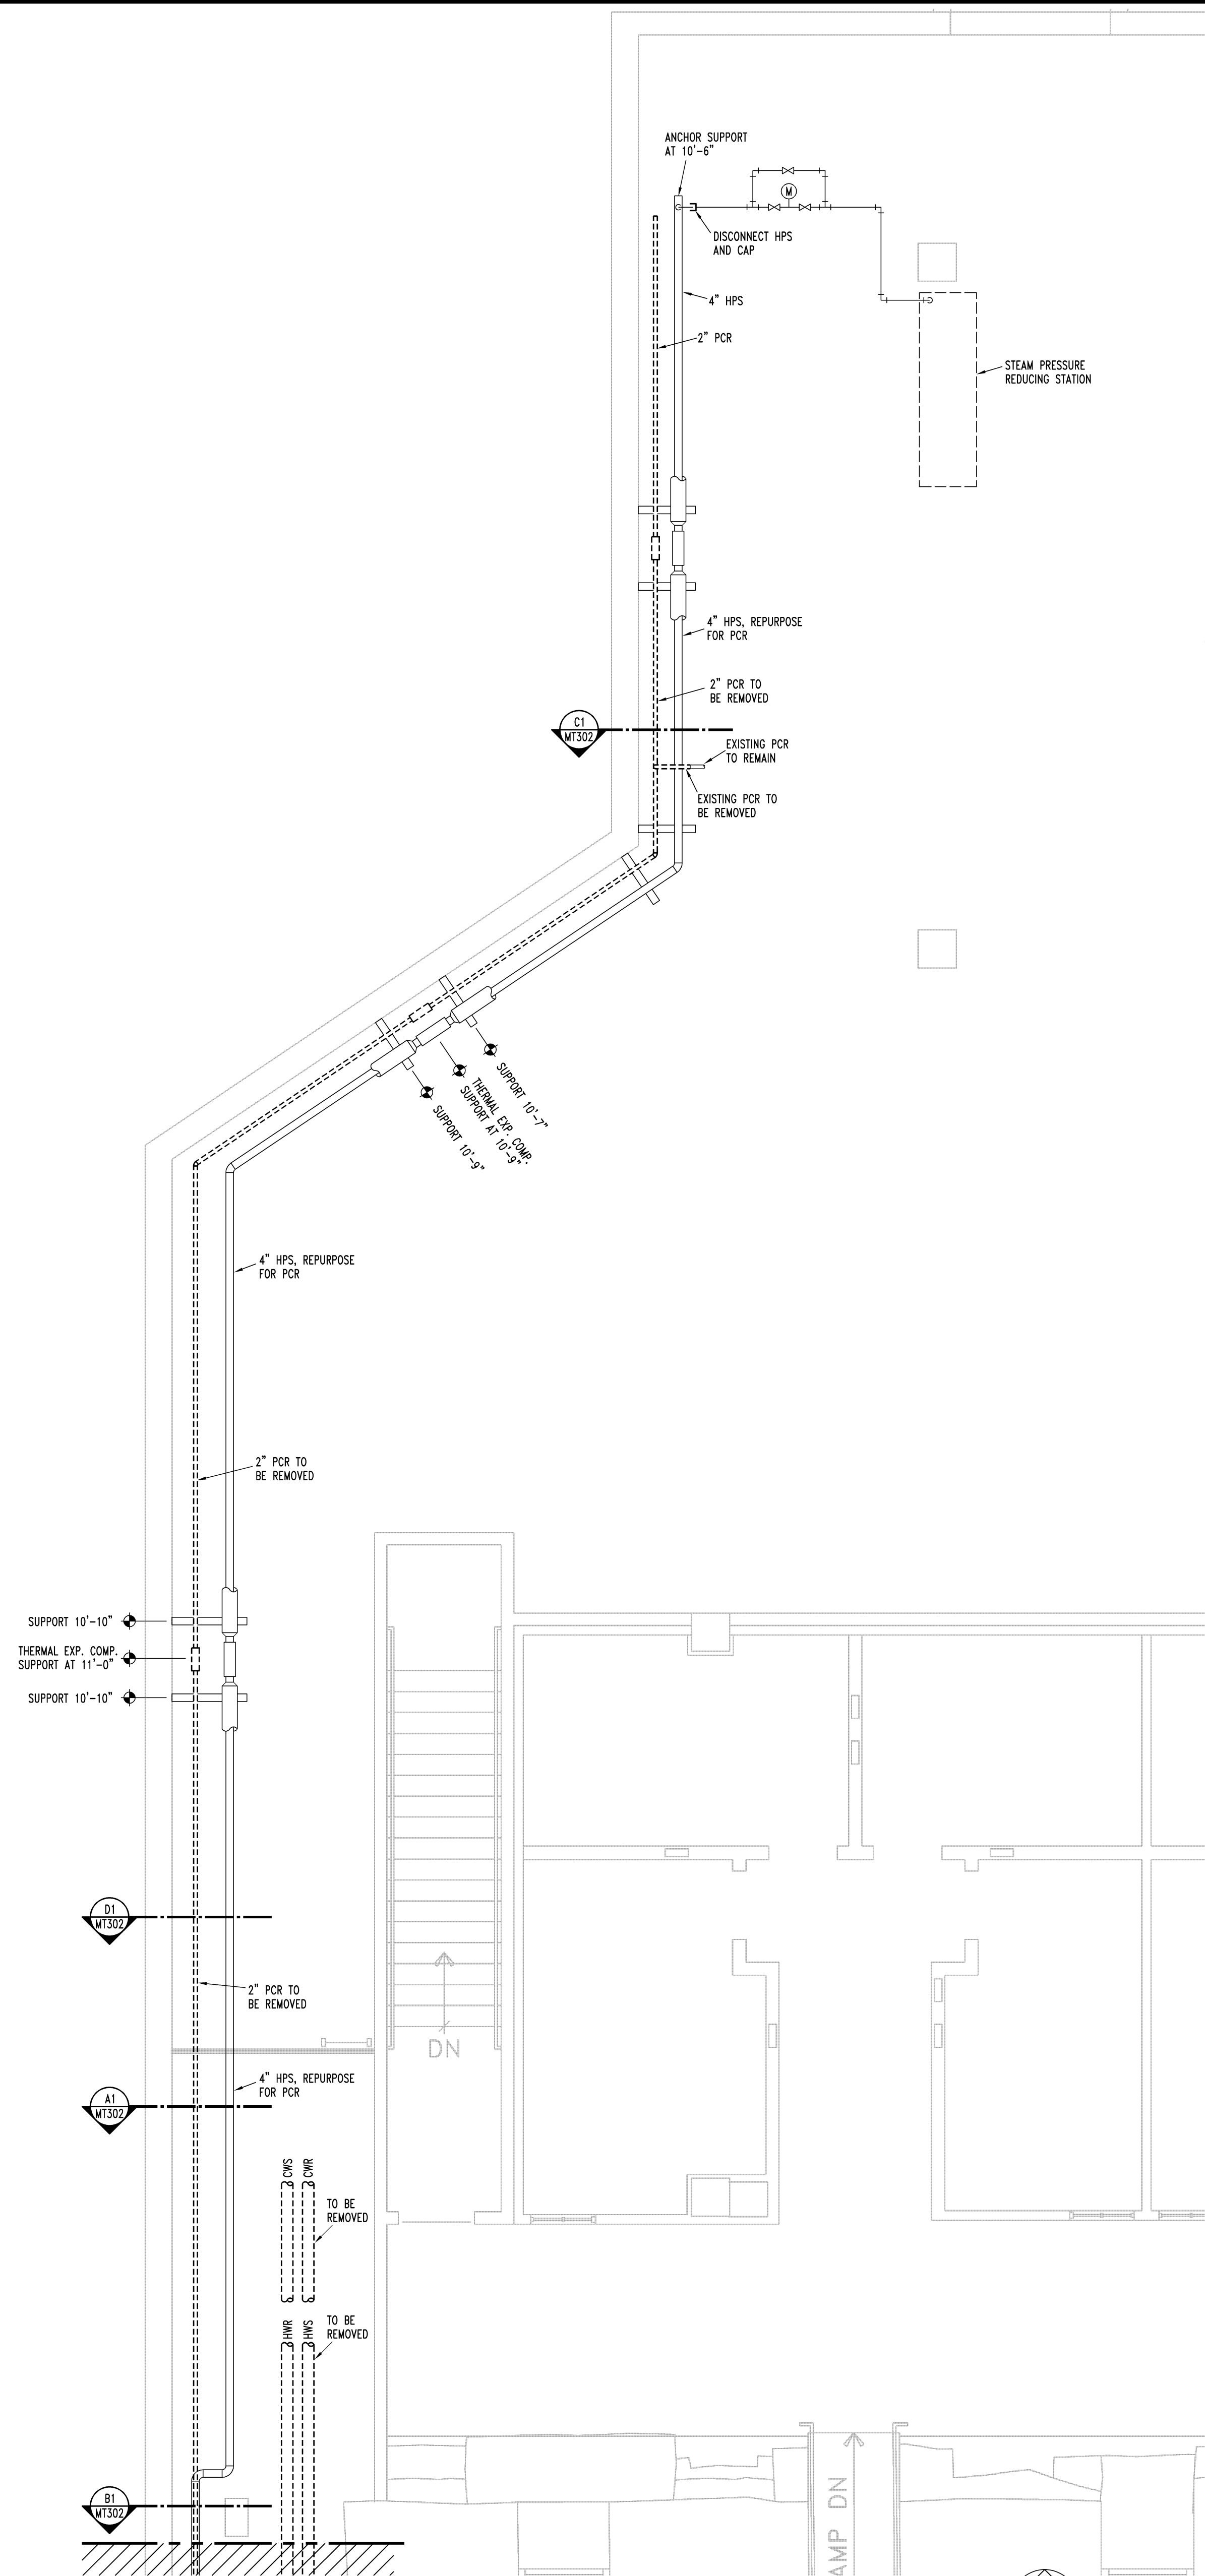 ANCHOR SUPPORT
AT 10'-6"
M
DISCONNECT HPS
AND CAP
4" HPS
2" PCR
STEAM PRESSURE
REDUCING STATION
4" HPS, REPURPOSE
FOR PCR
2" PCR TO
BE REMOVED
C1
MT302
EXISTING PCR
TO REMAIN
EXISTING PCR TO
BE REMOVED
SUPPORT 10'-7"
THERMAL EXP. COMP.
SUPPORT AT 10'-9"
SUPPORT 10'-9"
4" HPS, REPURPOSE
FOR PCR
2" PCR TO
BE REMOVED
SUPPORT 10'-10"
THERMAL EXP. COMP.
SUPPORT AT 11'-0"
SUPPORT 10'-10"
D1
MT302
2" PCR TO
BE REMOVED
DN
4" HPS, REPURPOSE
FOR PCR
A1
MT302
CWS
CWR
TO BE
REMOVED
HWR
HWS
TO BE
REMOVED
B1
MT302
AMP DN